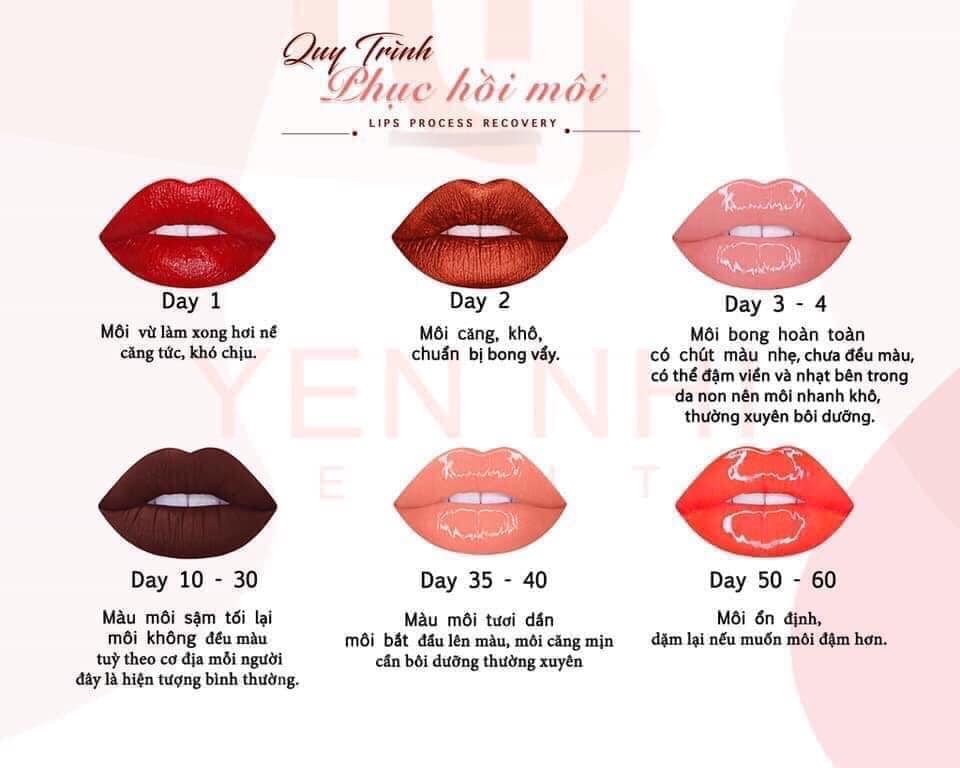 Quy Trình
Phục hồi môi
LIPS PROCESS RECOVERY
Day 1
Môi vừ làm xong hơi nề
căng tức, khó chịu.
Day 2
Môi căng, khô,
chuẩn bị bong vẩy.
Day 3 - 4
Môi bong hoàn toàn
có chút màu nhẹ, chưa đều màu,
có thể đậm viền và nhạt bên trong
da non nên môi nhanh khô,
thường xuyên bôi dưỡng.
YEN NHI
Day 10 - 30
Màu môi sậm tối lại
môi không đều màu
tuỳ theo cơ địa mỗi người
đây là hiện tượng bình thường.
Day 35 - 40
Màu môi tươi dần
môi bắt đầu lên màu, môi căng mịn
cần bôi dưỡng thường xuyên
Day 50 - 60
Môi ổn định,
dặm lại nếu muốn môi đậm hơn.